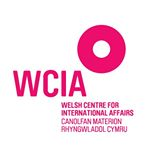 WCIA
WELSH CENTRE FOR
INTERNATIONAL AFFAIRS
CANOLFAN MATERION
RHYNGWLADOL CYMRU